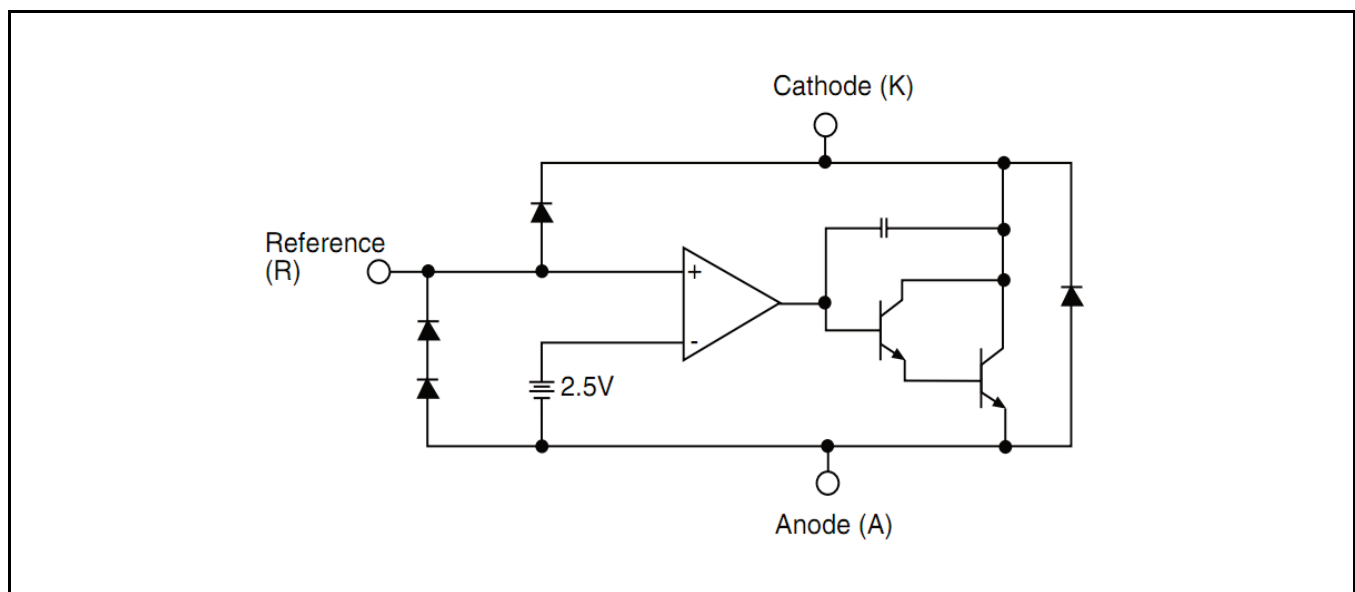 Cathode (K)
Reference
(R)
+
-
2.5V
Anode (A)